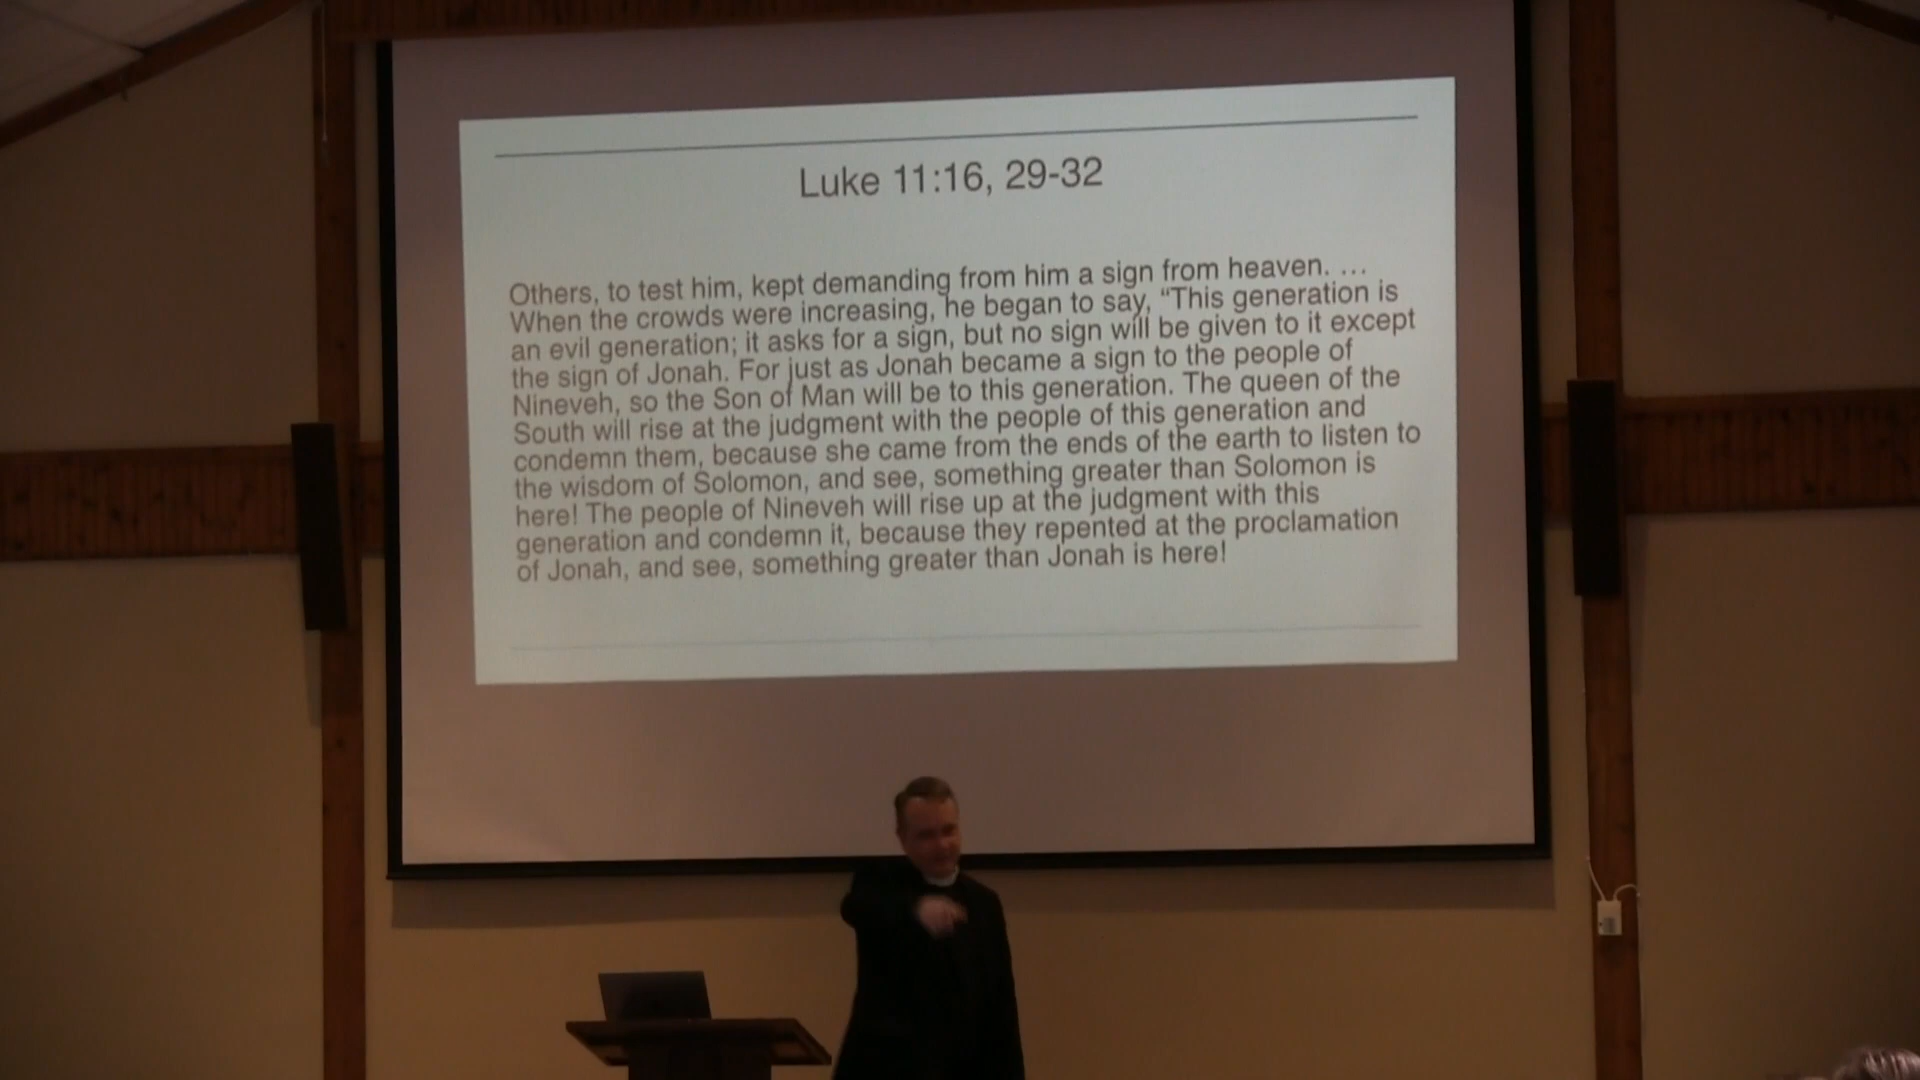 Luke 11:16, 29-32
Others, to test him, kept demanding from him a sign from heaven. …
When the crowds were increasing, he began to say, “This generation is
an evil generation; it asks for a sign, but no sign will be given to it except
the sign of Jonah. For just as Jonah became a sign to the people of
Nineveh, so the Son of Man will be to this generation. The queen of the
South will rise at the judgment with the people of this generation and
condemn them, because she came from the ends of the earth to listen to
the wisdom of Solomon, and see, something greater than Solomon is
here! The people of Nineveh will rise up at the judgment with this
generation and condemn it, because they repented at the proclamation
of Jonah, and see, something greater than Jonah is here!